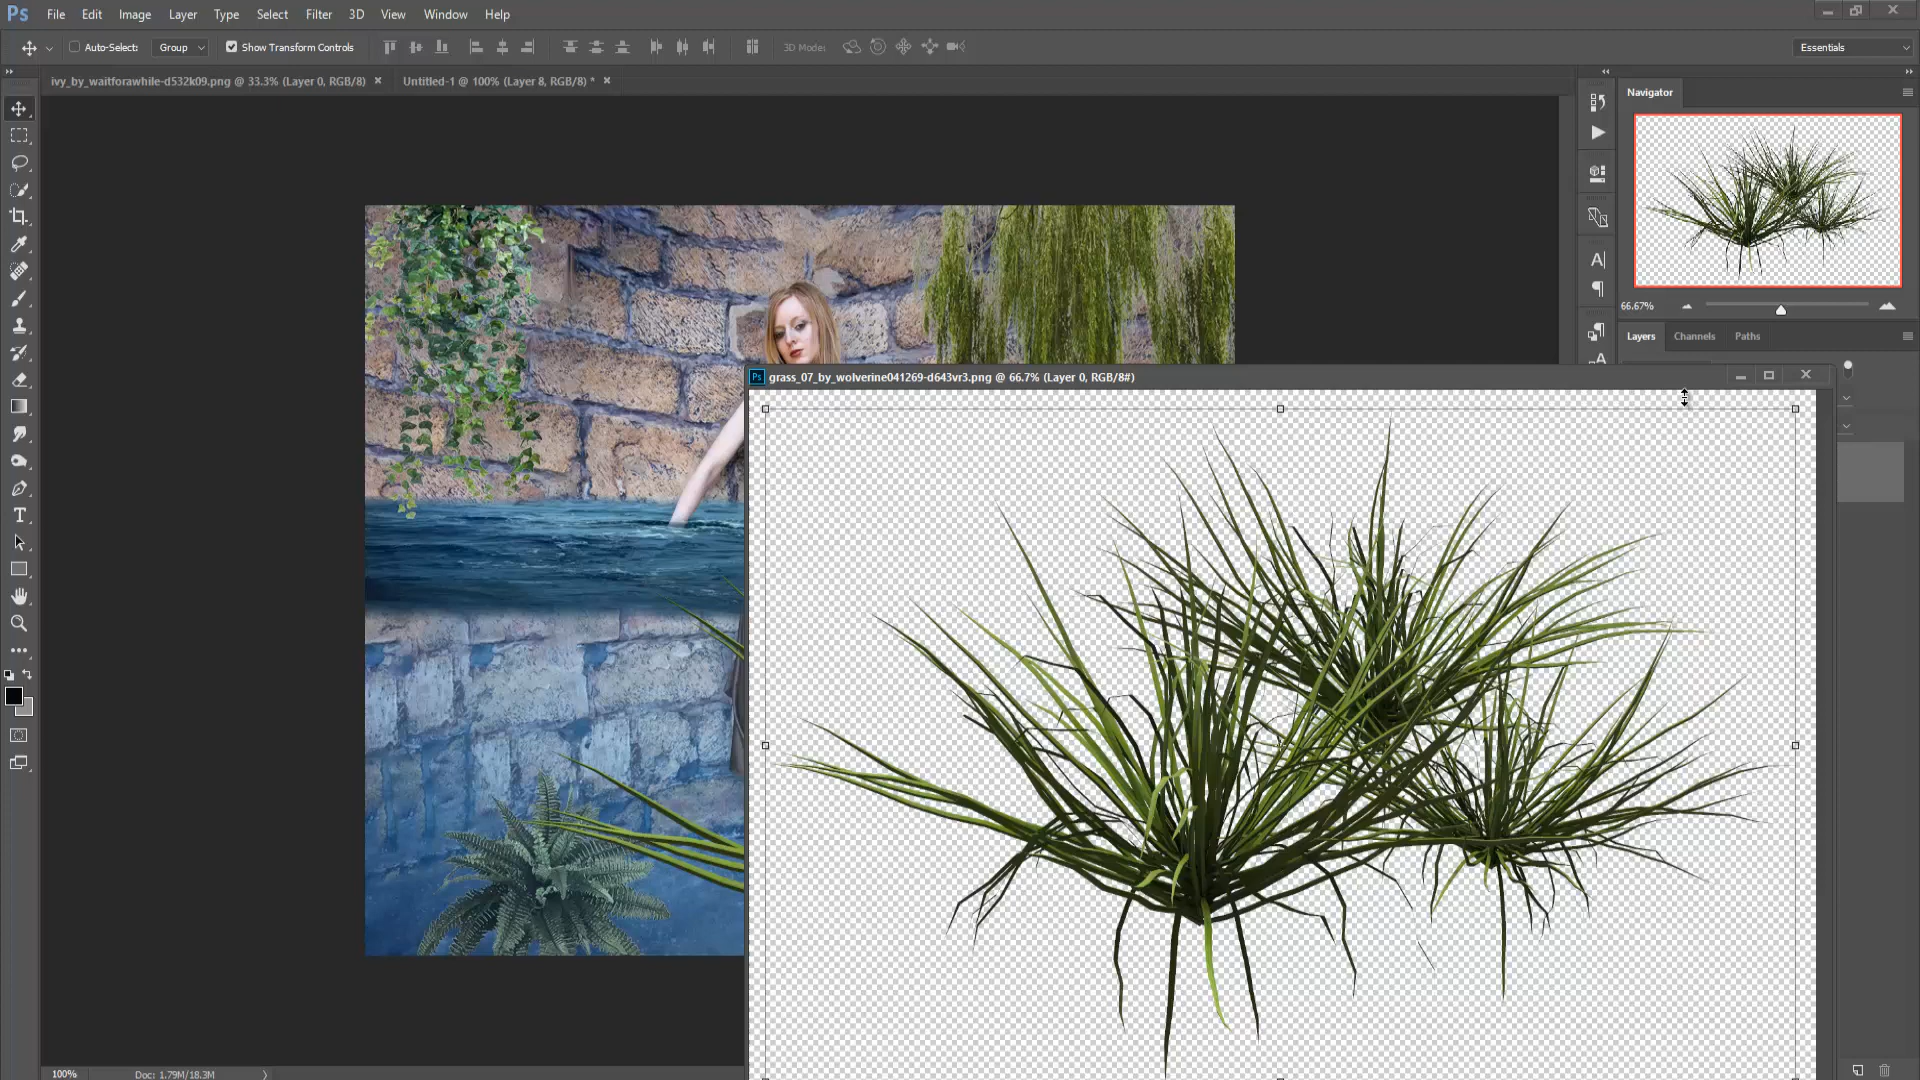 Ps File Edit Image Layer Type Select Filter 3D View Window Help
Auto-Select: Group Show Transform Controls 3D Mode: Essentials
ivy_by_waitforawhile-d532k09.png @ 33.3% (Layer 0, RGB/8) × Untitled-1 @ 100% (Layer 8, RGB/8) * ×
Navigator
66.67%
Layers Channels Paths
Ps grass_07_by_wolverine041269-d643vr3.png @ 66.7% (Layer 0, RGB/8#)
100% Doc: 1.79M/18.3M